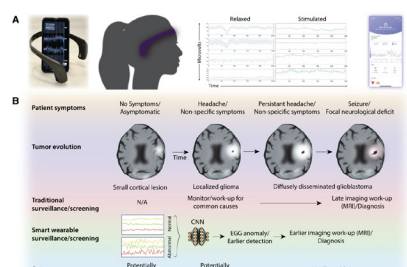 A
Relaxed
Stimulated
Microvolts
Time
B
Patient symptoms
No Symptoms/
Asymptomatic
Headache/
Non-specific symptoms
Persistant headache/
Non-specific symptoms
Seizure/
Focal neurological deficit
Tumor evolution
Time
Small cortical lesion
Localized glioma
Diffusely disseminated glioblastoma
Traditional
surveillance/screening
N/A
Monitor/work-up for
common causes
Late imaging work-up
(MRI)/Diagnosis
Smart wearable
surveillance/screening
Normal
Abnormal
CNN
EGG anomaly/
Earlier detection
Earlier imaging work-up (MRI)/
Diagnosis
Potentially
Potentially